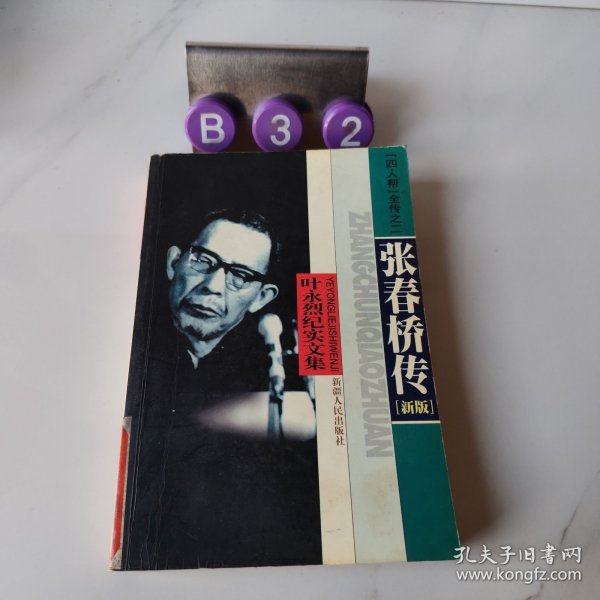 B 3 2
「四人帮」全传之二
张春桥传
[新版]
ZHANGCHUNQIAOZHUAN
YEYONGLIEJISHIWENJI
叶永烈纪实文集
新疆人民出版社
孔夫子旧书网
www.kongfz.com